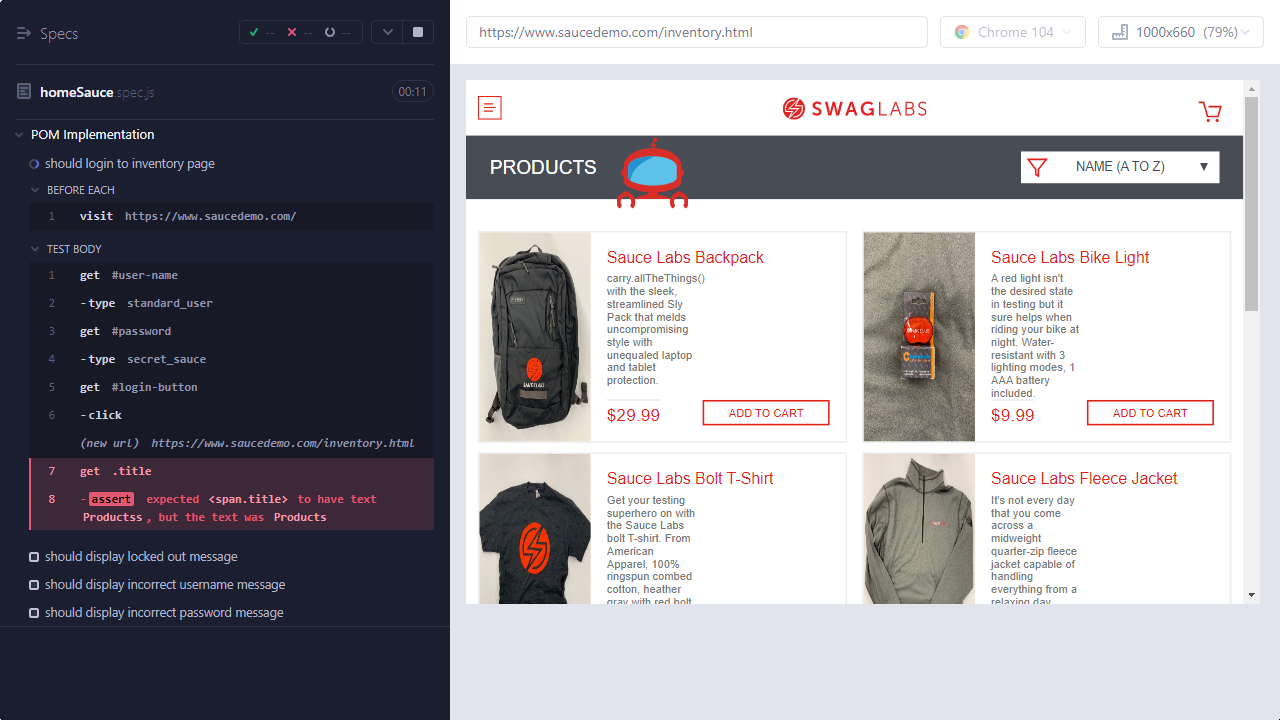 Specs
--
--
--
homeSauce.spec.js
00:11
POM Implementation
should login to inventory page
BEFORE EACH
1 visit https://www.saucedemo.com/
TEST BODY
1 get #user-name
2 -type standard_user
3 get #password
4 -type secret_sauce
5 get #login-button
6 -click
(new url) https://www.saucedemo.com/inventory.html
7 get .title
8 -assert expected <span.title> to have text
Productss, but the text was Products
should display locked out message
should display incorrect username message
should display incorrect password message
https://www.saucedemo.com/inventory.html
Chrome 104
1000x660 (79%)
SWAGLABS
PRODUCTS
NAME (A TO Z)
Sauce Labs Backpack
carry.allTheThings()
with the sleek,
streamlined Sly
Pack that melds
uncompromising
style with
unequaled laptop
and tablet
protection.
$29.99
ADD TO CART
Sauce Labs Bike Light
A red light isn't
the desired state
in testing but it
sure helps when
riding your bike at
night. Water-
resistant with 3
lighting modes, 1
AAA battery
included.
$9.99
ADD TO CART
Sauce Labs Bolt T-Shirt
Get your testing
superhero on with
the Sauce Labs
bolt T-shirt. From
American
Apparel, 100%
ringspun combed
cotton, heather
gray with red bolt.
Sauce Labs Fleece Jacket
It's not every day
that you come
across a
midweight
quarter-zip fleece
jacket capable of
handling
everything from a
relaxing day